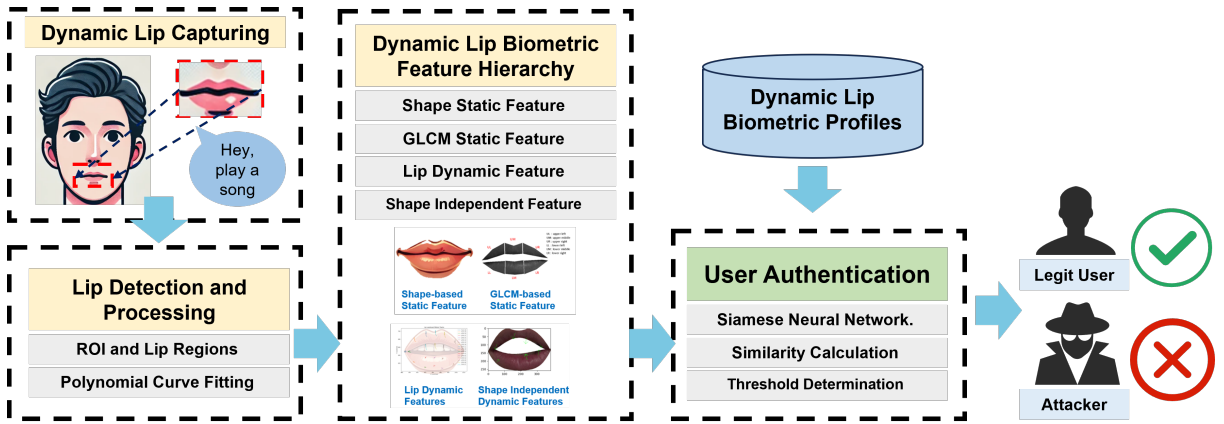 Dynamic Lip Capturing
Hey,
play a
song
Lip Detection and
Processing
ROI and Lip Regions
Polynomial Curve Fitting
Dynamic Lip Biometric
Feature Hierarchy
Shape Static Feature
GLCM Static Feature
Lip Dynamic Feature
Shape Independent Feature
Shape-based
Static Feature
GLCM-based
Static Feature
Lip Dynamic
Features
Shape Independent
Dynamic Features
Dynamic Lip
Biometric Profiles
User Authentication
Siamese Neural Network.
Similarity Calculation
Threshold Determination
Legit User
Attacker